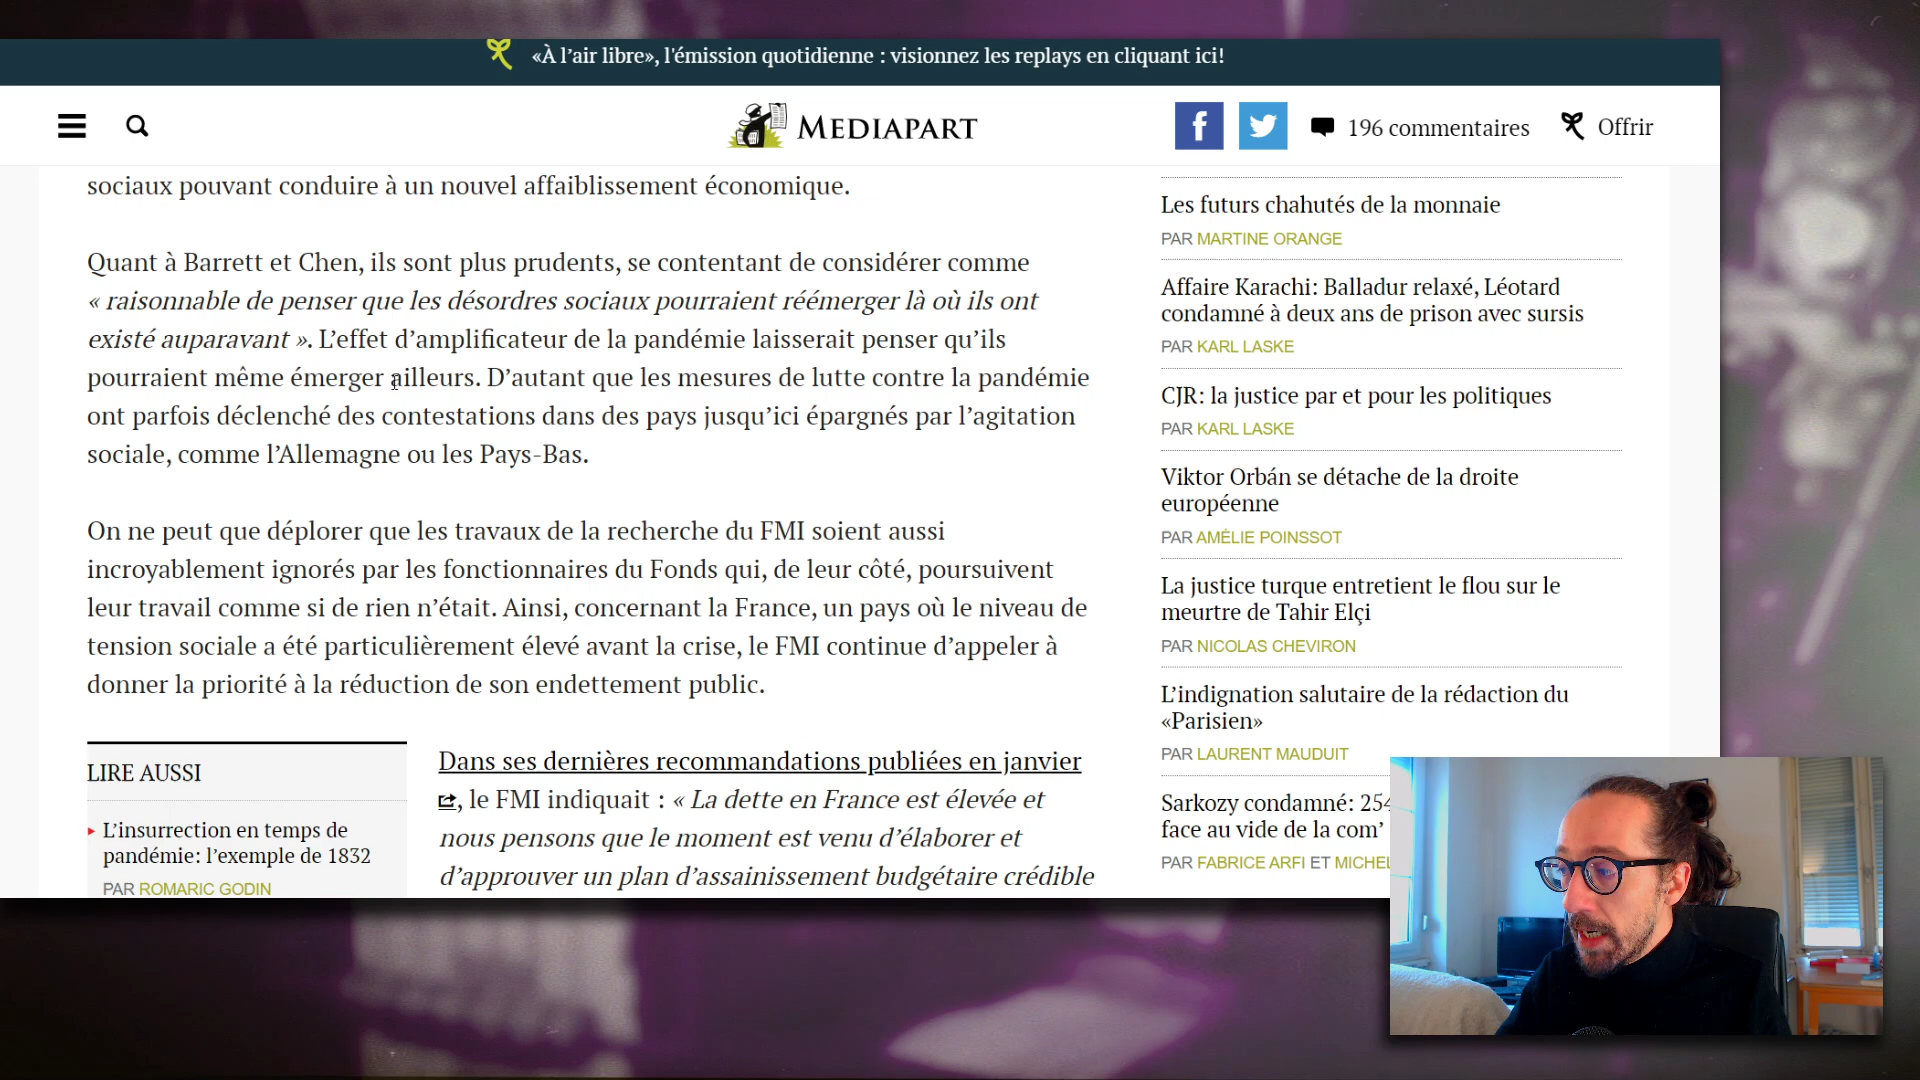 «À l’air libre», l'émission quotidienne : visionnez les replays en cliquant ici!
MEDIAPART
f
196 commentaires
Offrir
sociaux pouvant conduire à un nouvel affaiblissement économique.
Quant à Barrett et Chen, ils sont plus prudents, se contentant de considérer comme
« raisonnable de penser que les désordres sociaux pourraient réémerger là où ils ont
existé auparavant ». L’effet d’amplificateur de la pandémie laisserait penser qu’ils
pourraient même émerger ailleurs. D’autant que les mesures de lutte contre la pandémie
ont parfois déclenché des contestations dans des pays jusqu’ici épargnés par l’agitation
sociale, comme l’Allemagne ou les Pays-Bas.
On ne peut que déplorer que les travaux de la recherche du FMI soient aussi
incroyablement ignorés par les fonctionnaires du Fonds qui, de leur côté, poursuivent
leur travail comme si de rien n’était. Ainsi, concernant la France, un pays où le niveau de
tension sociale a été particulièrement élevé avant la crise, le FMI continue d’appeler à
donner la priorité à la réduction de son endettement public.
LIRE AUSSI
L’insurrection en temps de
pandémie: l’exemple de 1832
PAR ROMARIC GODIN
Dans ses dernières recommandations publiées en janvier
, le FMI indiquait : « La dette en France est élevée et
nous pensons que le moment est venu d’élaborer et
d’approuver un plan d’assainissement budgétaire crédible
Les futurs chahutés de la monnaie
PAR MARTINE ORANGE
Affaire Karachi: Balladur relaxé, Léotard
condamné à deux ans de prison avec sursis
PAR KARL LASKE
CJR: la justice par et pour les politiques
PAR KARL LASKE
Viktor Orbán se détache de la droite
européenne
PAR AMÉLIE POINSSOT
La justice turque entretient le flou sur le
meurtre de Tahir Elçi
PAR NICOLAS CHEVIRON
L’indignation salutaire de la rédaction du
«Parisien»
PAR LAURENT MAUDUIT
Sarkozy condamné: 254
face au vide de la com’
PAR FABRICE ARFI ET MICHEL